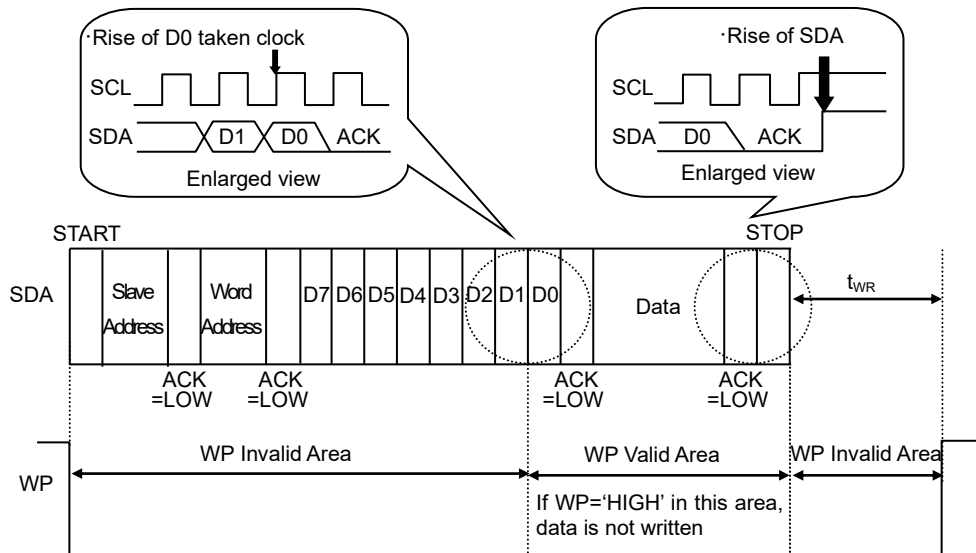 ·Rise of D0 taken clock
SCL
SDA
D1
D0
ACK
Enlarged view
·Rise of SDA
SCL
SDA
D0
ACK
Enlarged view
START
STOP
SDA
Slave
Address
Word
Address
D7
D6
D5
D4
D3
D2
D1
D0
Data
tWR
ACK
=LOW
ACK
=LOW
ACK
=LOW
ACK
=LOW
WP
WP Invalid Area
WP Valid Area
WP Invalid Area
If WP=‘HIGH’ in this area,
data is not written